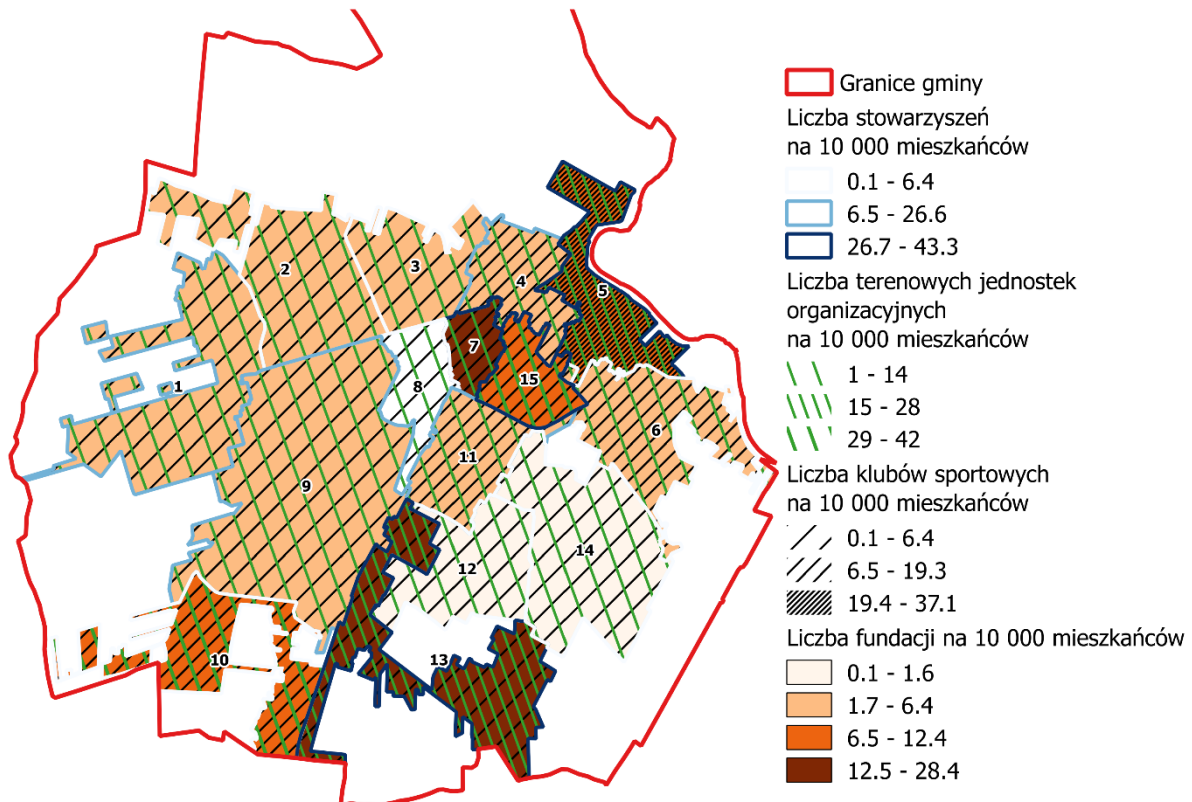 Granice gminy
Liczba stowarzyszeń
na 10 000 mieszkańców
0.1 - 6.4
6.5 - 26.6
26.7 - 43.3
Liczba terenowych jednostek
organizacyjnych
na 10 000 mieszkańców
1 - 14
15 - 28
29 - 42
Liczba klubów sportowych
na 10 000 mieszkańców
0.1 - 6.4
6.5 - 19.3
19.4 - 37.1
Liczba fundacji na 10 000 mieszkańców
0.1 - 1.6
1.7 - 6.4
6.5 - 12.4
12.5 - 28.4
2
3
4
5
7
15
8
1
6
11
9
12
14
10
13